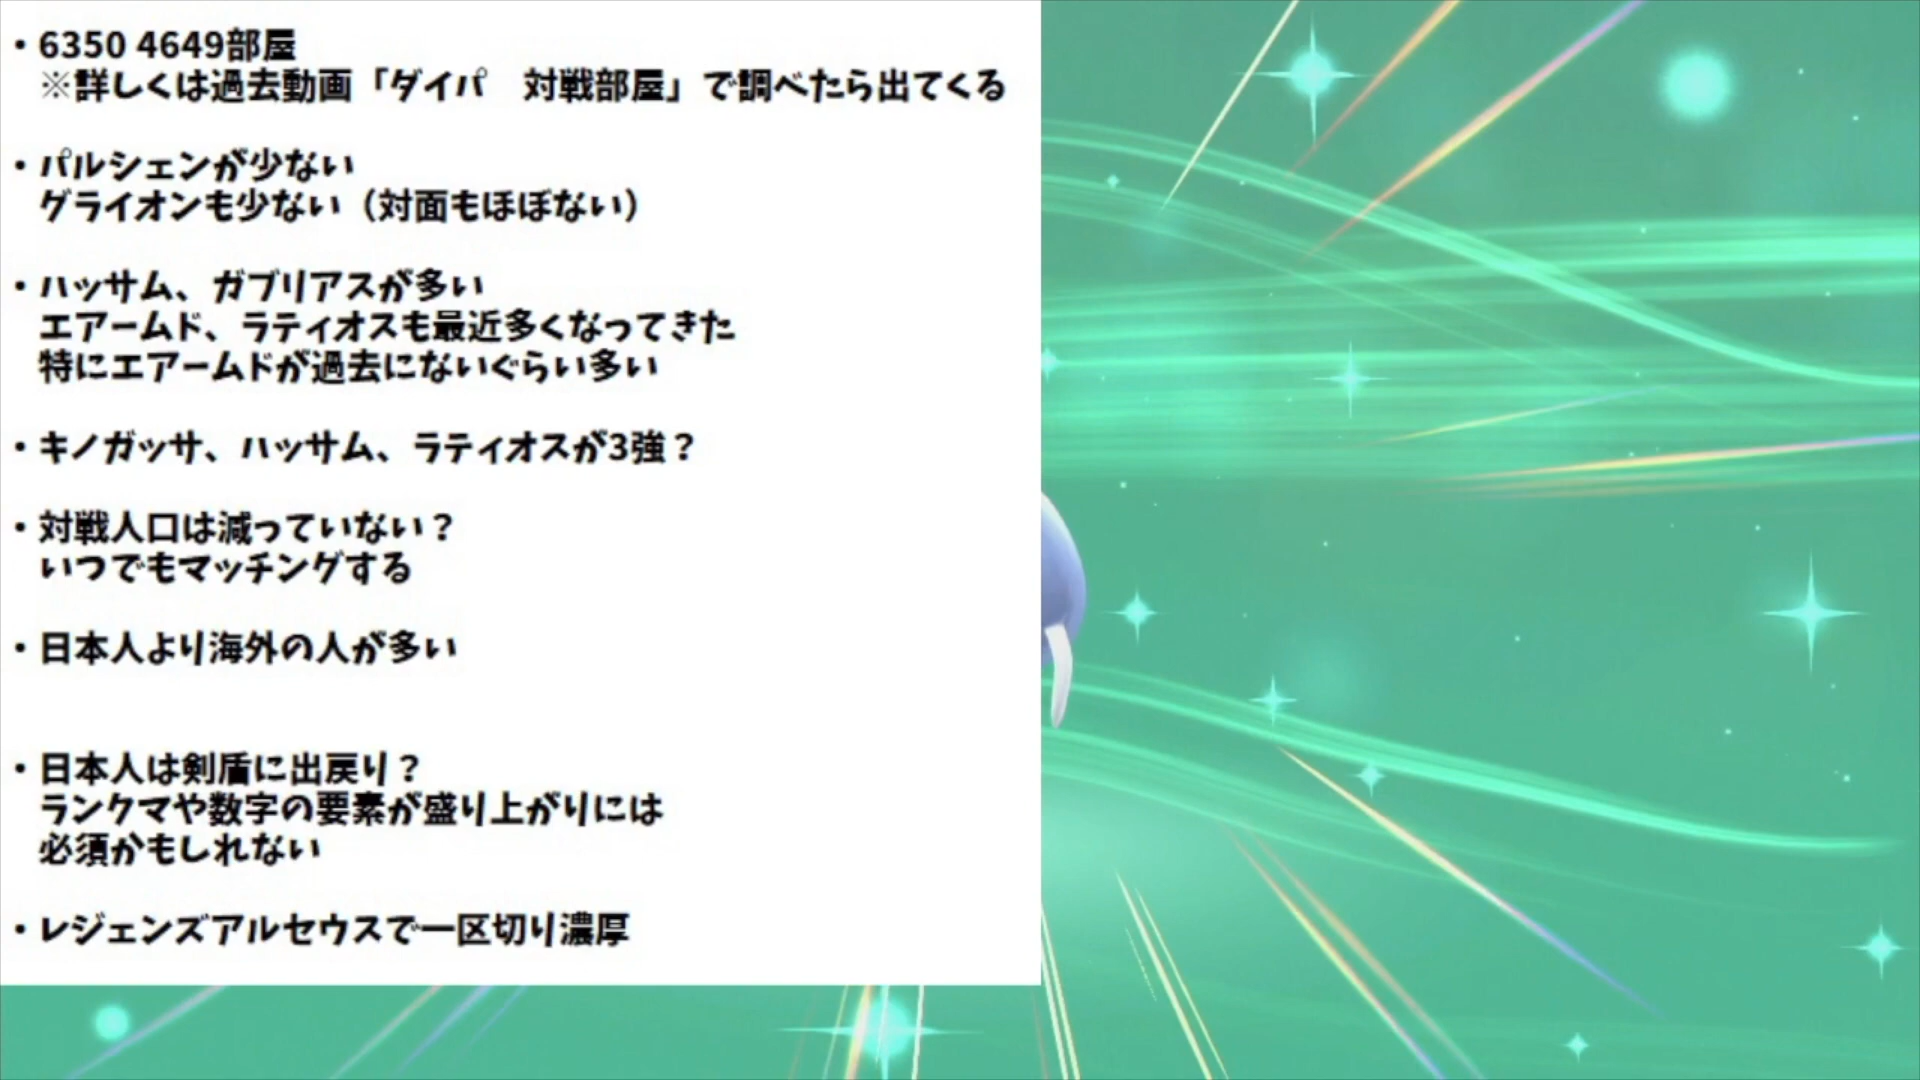 ・6350 4649部屋
※詳しくは過去動画「ダイパ　対戦部屋」で調べたら出てくる
・パルシェンが少ない
グライオンも少ない（対面もほぼない）
・ハッサム、ガブリアスが多い
エアームド、ラティオスも最近多くなってきた
特にエアームドが過去にないぐらい多い
・キノガッサ、ハッサム、ラティオスが3強？
・対戦人口は減っていない？
いつでもマッチングする
・日本人より海外の人が多い
・日本人は剣盾に出戻り？
ランクマや数字の要素が盛り上がりには
必須かもしれない
・レジェンズアルセウスで一区切り濃厚